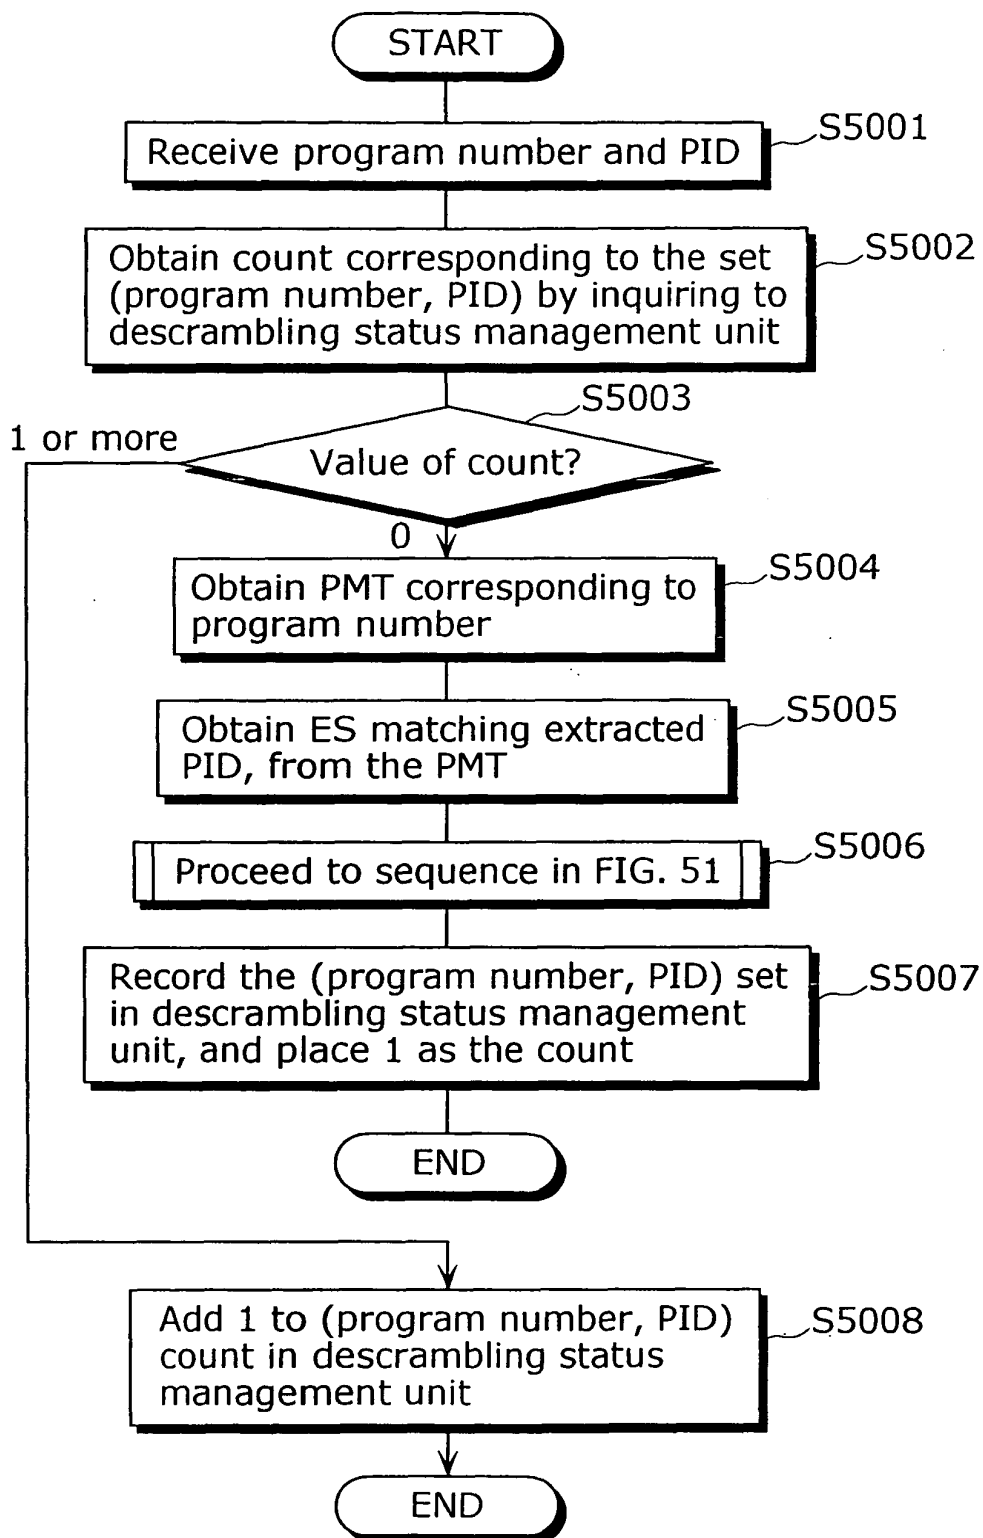 START
Receive program number and PID
S5001
Obtain count corresponding to the set
(program number, PID) by inquiring to
descrambling status management unit
S5002
S5003
1 or more
Value of count?
0
Obtain PMT corresponding to
program number
S5004
Obtain ES matching extracted
PID, from the PMT
S5005
Proceed to sequence in FIG. 51
S5006
Record the (program number, PID) set
in descrambling status management
unit, and place 1 as the count
S5007
END
Add 1 to (program number, PID)
count in descrambling status
management unit
S5008
END